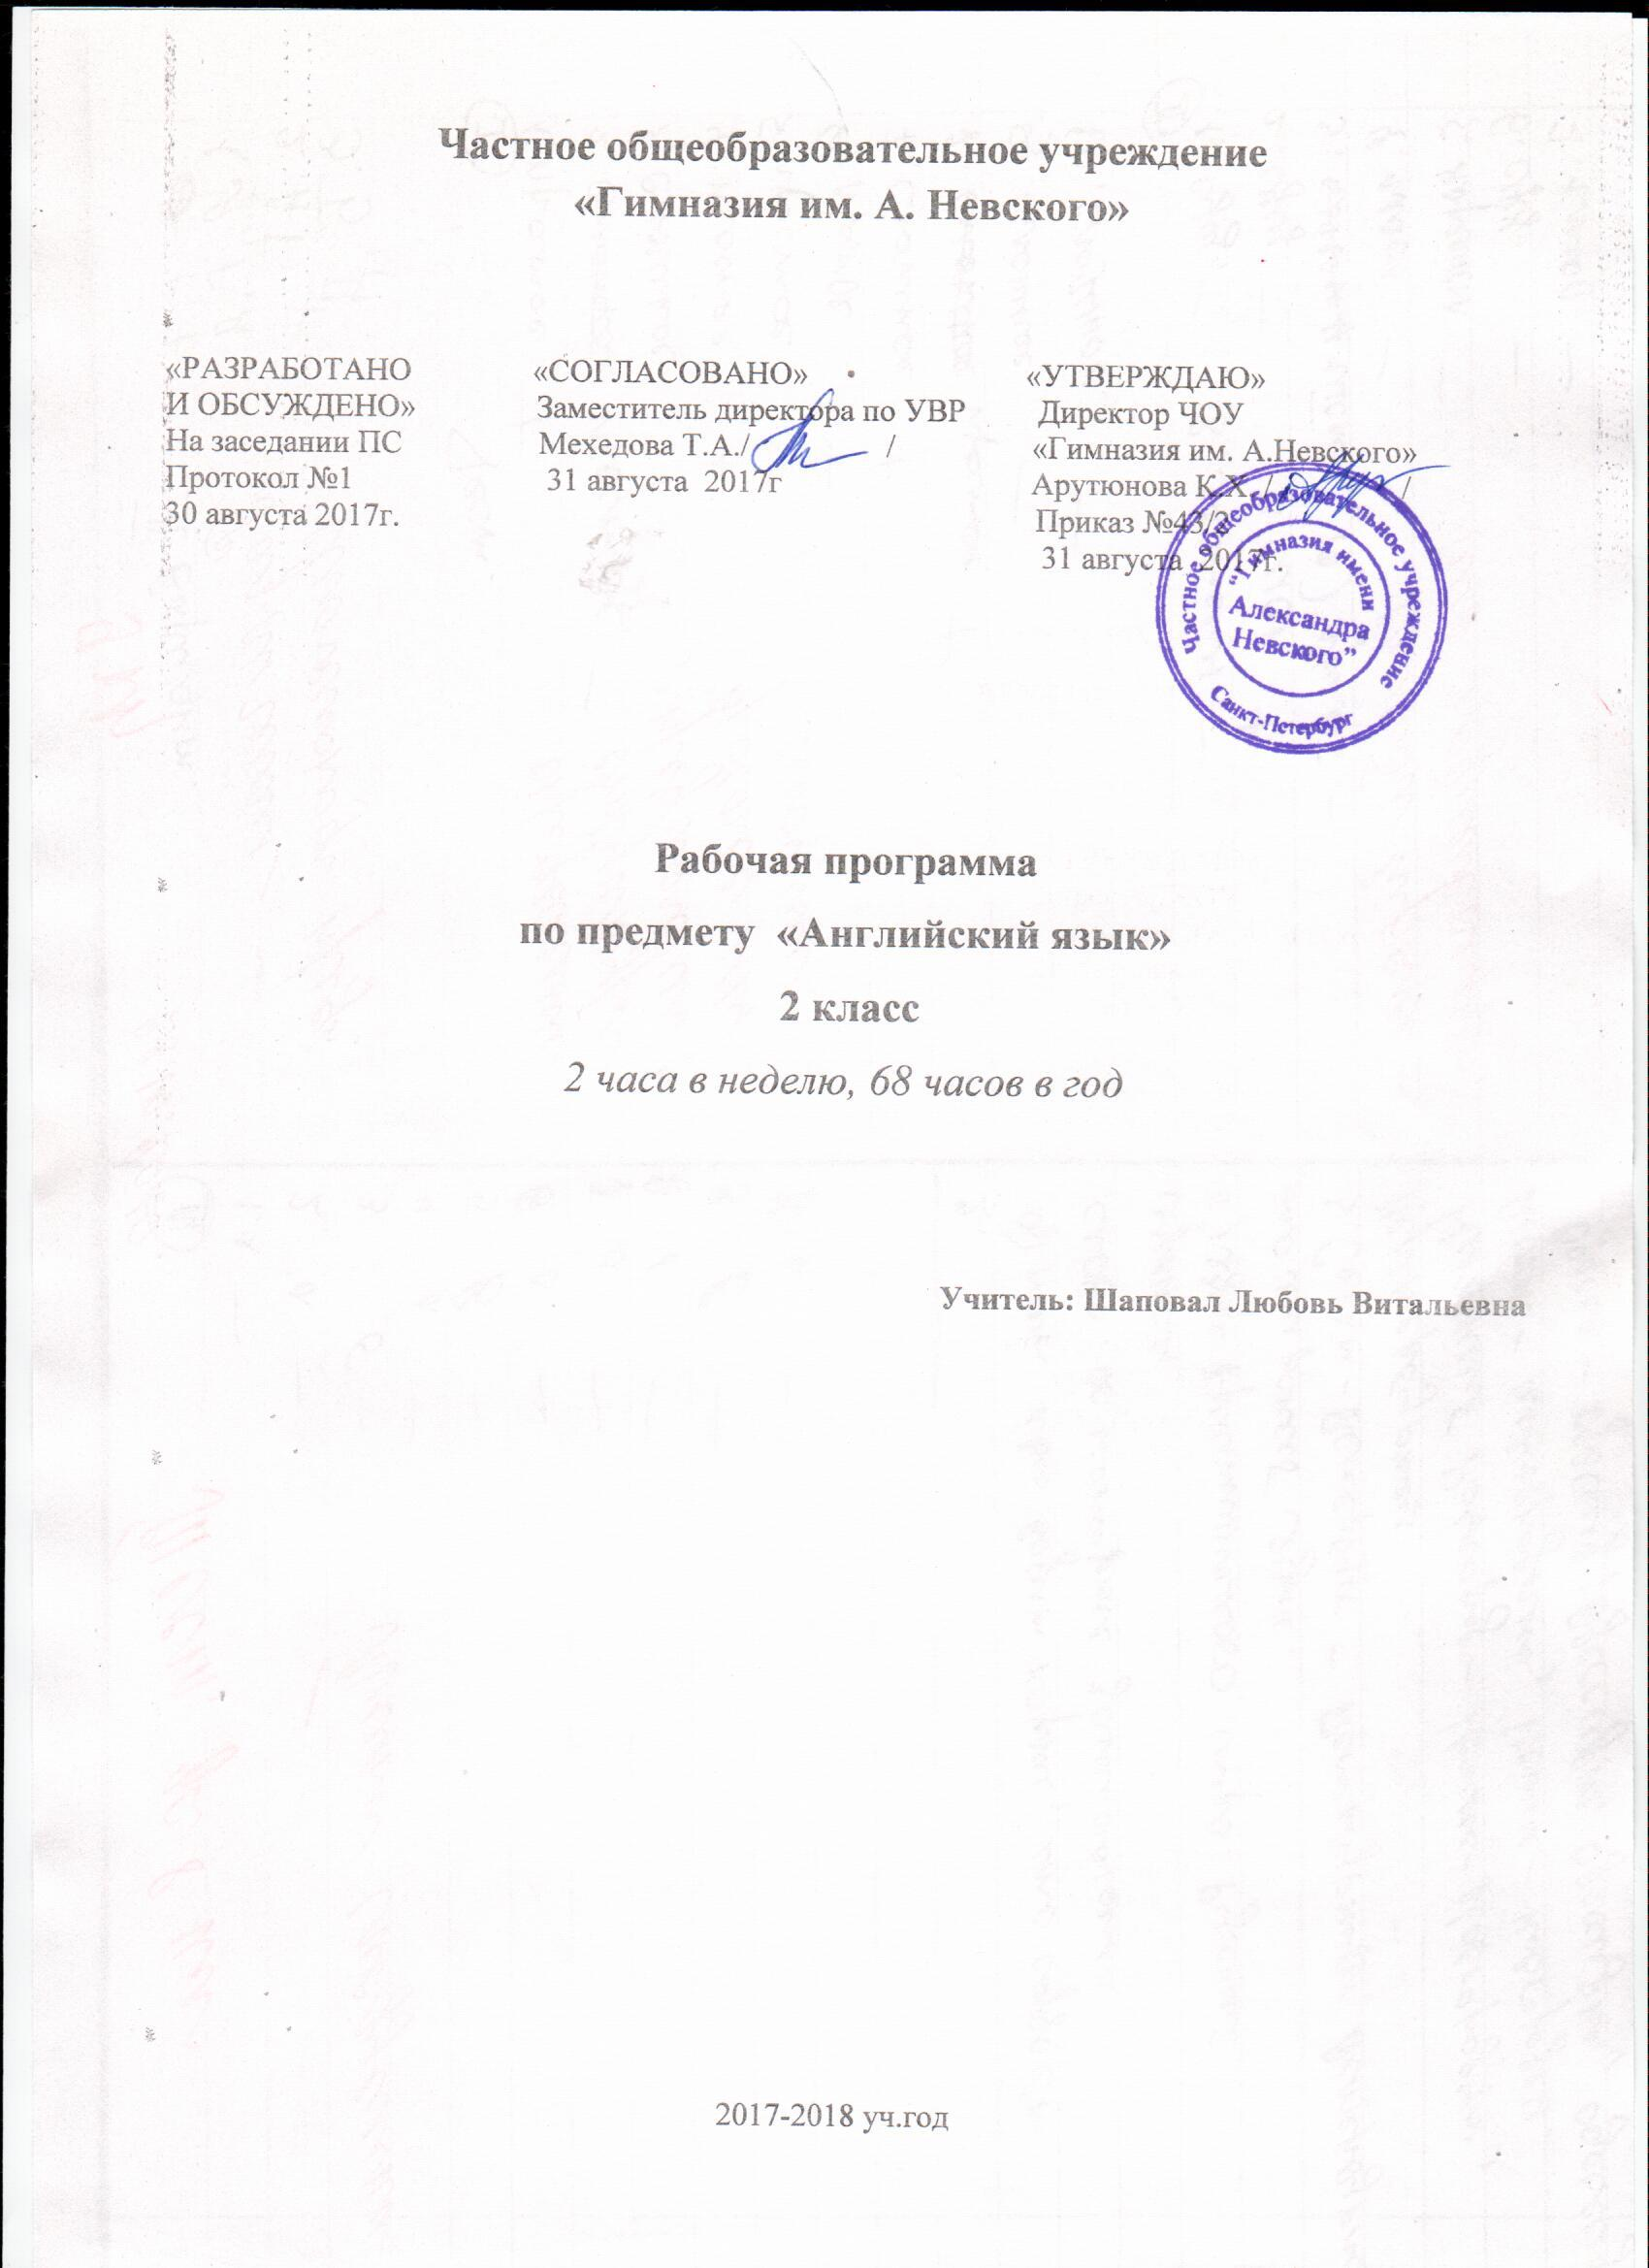 Частное общеобразовательное учреждение
«Гимназия им. А. Невского»
«РАЗРАБОТАНО
И ОБСУЖДЕНО»
На заседании ПС
Протокол №1
30 августа 2017г.
«СОГЛАСОВАНО»
Заместитель директора по УВР
Мехедова Т.А./ /
31 августа 2017г
«УТВЕРЖДАЮ»
Директор ЧОУ
«Гимназия им. А.Невского»
Арутюнова К.Х. / /
Приказ №43/2
31 августа 2017г.
Частное общеобразовательное учреждение
"Гимназия имени
Александра
Невского"
Санкт-Петербург
Рабочая программа
по предмету «Английский язык»
2 класс
2 часа в неделю, 68 часов в год
Учитель: Шаповал Любовь Витальевна
2017-2018 уч.год